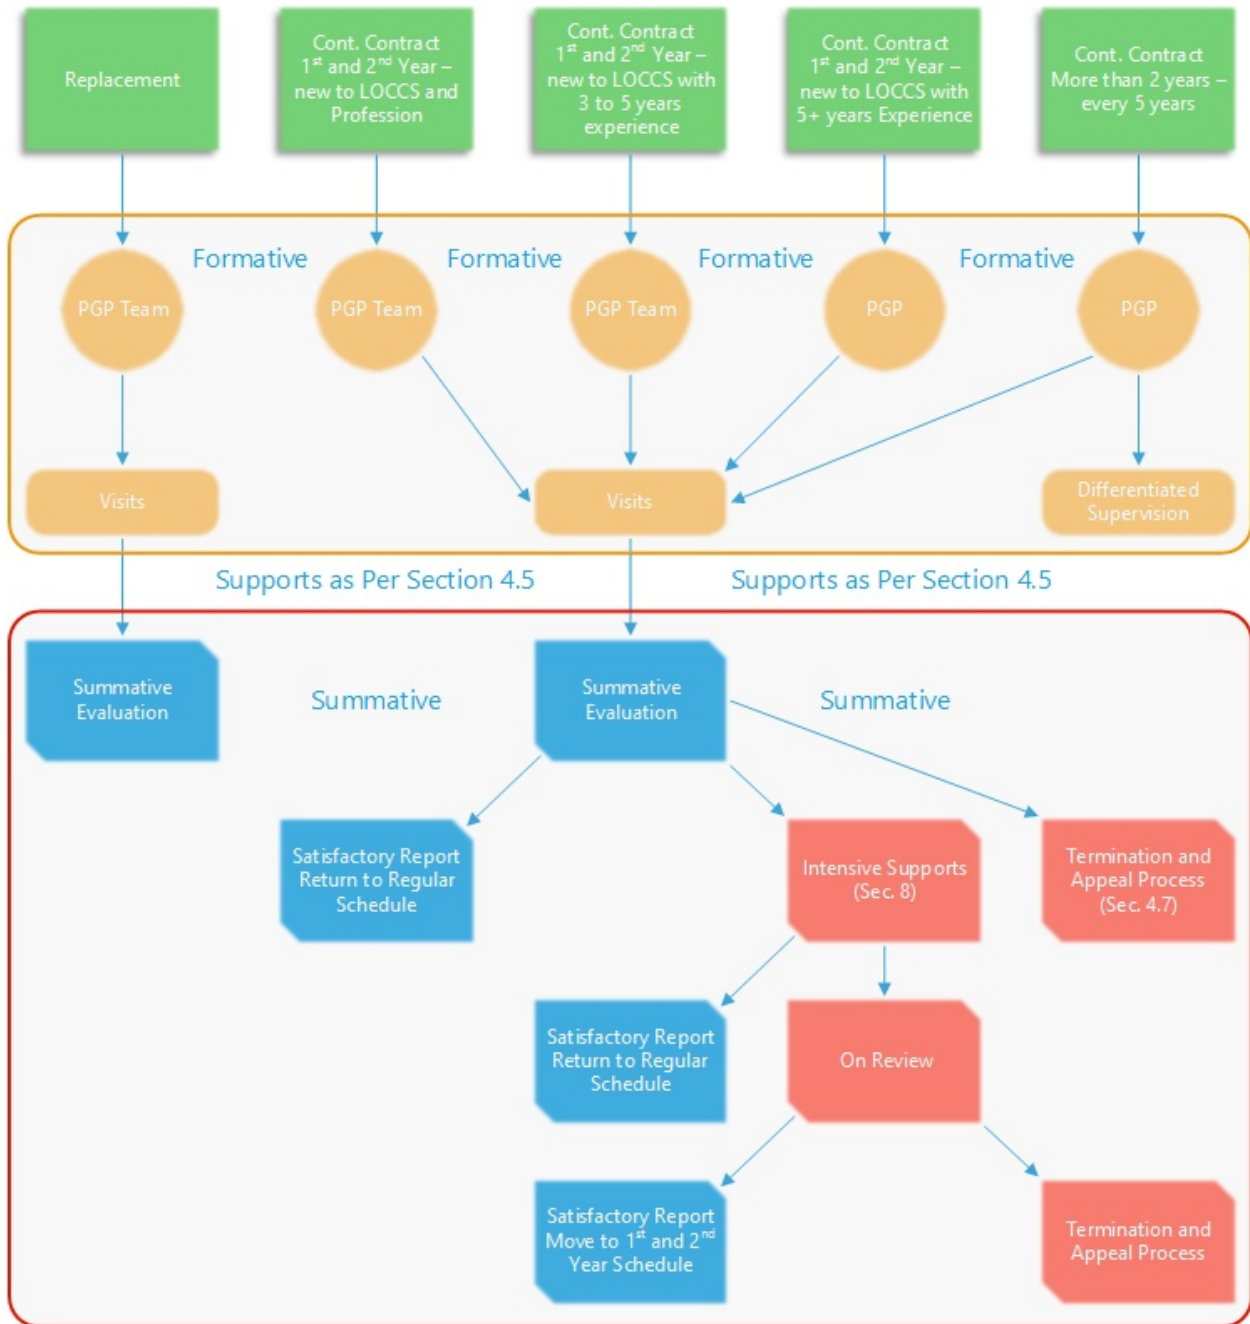 Replacement
Cont. Contract
1st and 2nd Year –
new to LOCCS and
Profession
Cont. Contract
1st and 2nd Year –
new to LOCCS with
3 to 5 years
experience
Cont. Contract
1st and 2nd Year –
new to LOCCS with
5+ years Experience
Cont. Contract
More than 2 years –
every 5 years
Formative
Formative
Formative
Formative
PGP Team
PGP Team
PGP Team
PGP
PGP
Visits
Visits
Differentiated
Supervision
Supports as Per Section 4.5
Supports as Per Section 4.5
Summative
Evaluation
Summative
Summative
Evaluation
Summative
Satisfactory Report
Return to Regular
Schedule
Intensive Supports
(Sec. 8)
Termination and
Appeal Process
(Sec. 4.7)
Satisfactory Report
Return to Regular
Schedule
On Review
Satisfactory Report
Move to 1st and 2nd
Year Schedule
Termination and
Appeal Process